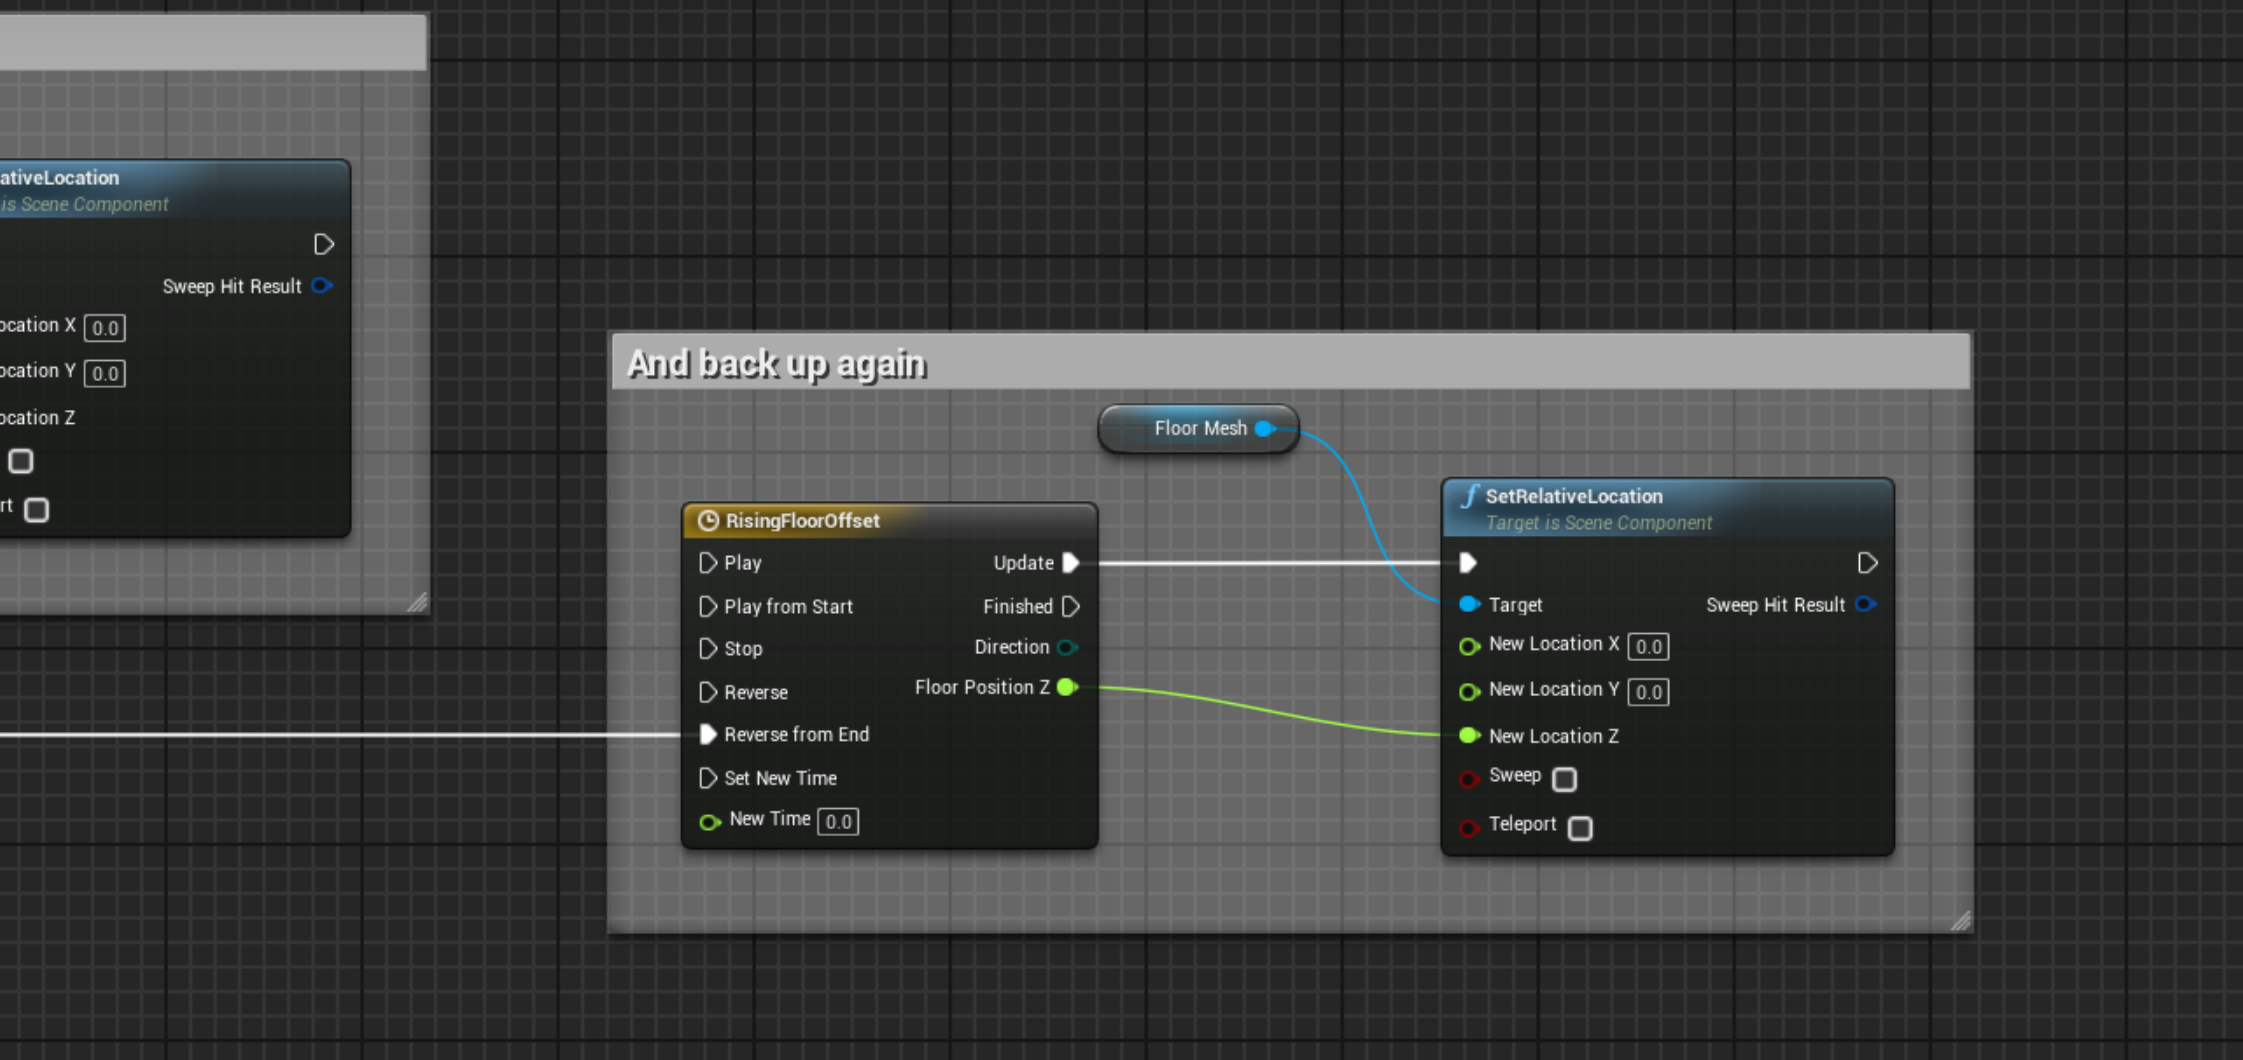 ativeLocation
is Scene Component
Sweep Hit Result
ocation X 0.0
ocation Y 0.0
ocation Z
rt
And back up again
Floor Mesh
RisingFloorOffset
Play
Update
Play from Start
Finished
Stop
Direction
Reverse
Floor Position Z
Reverse from End
Set New Time
New Time 0.0
f SetRelativeLocation
Target is Scene Component
Target
Sweep Hit Result
New Location X 0.0
New Location Y 0.0
New Location Z
Sweep
Teleport